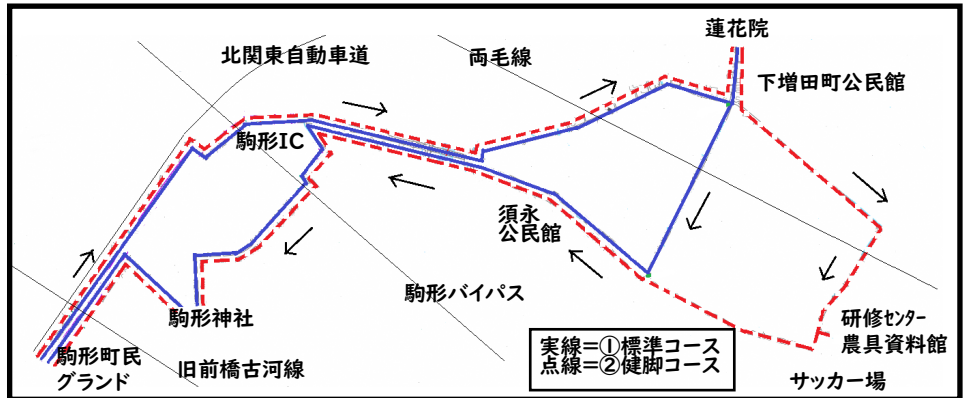 蓮花院
北関東自動車道
両毛線
下増田町公民館
駒形IC
須永
公民館
駒形バイパス
駒形神社
研修センター
農具資料館
駒形町民
グランド
旧前橋古河線
実線=①標準コース
点線=②健脚コース
サッカー場